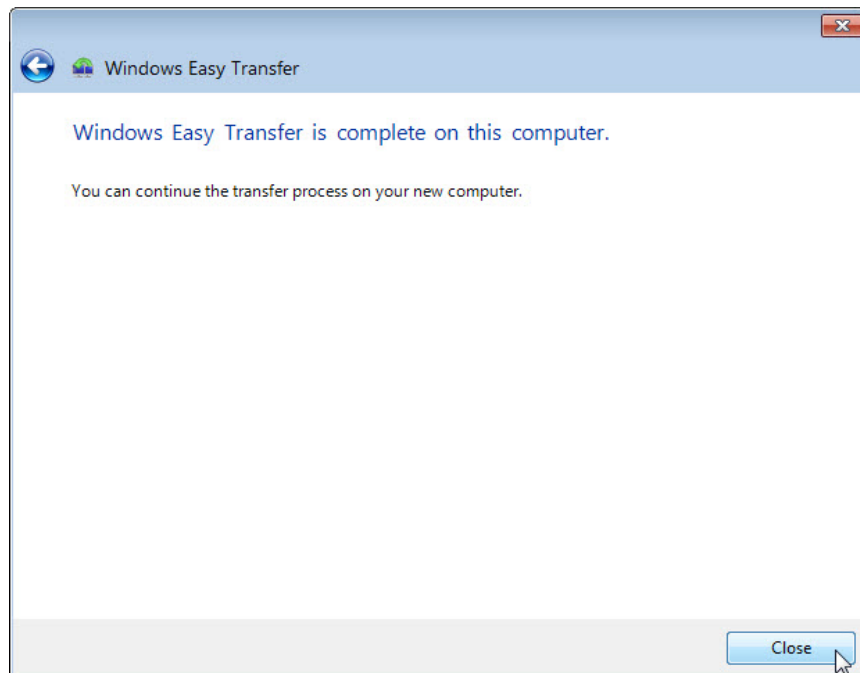 Windows Easy Transfer
Windows Easy Transfer is complete on this computer.
You can continue the transfer process on your new computer.
Close